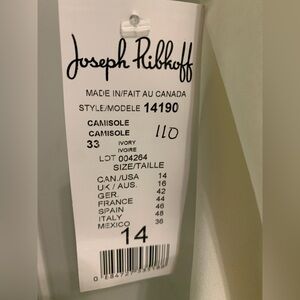 Joseph Ribkoff
MADE IN/FAIT AU CANADA
STYLE/MODELE 14190
CAMISOLE
CAMISOLE 110
33 IVORY
IVOIRE
LOT 004264
SIZE/TAILLE
CAN./USA 14
UK / AUS. 16
GER. 42
FRANCE 44
SPAIN 46
ITALY 48
MEXICO 36
14